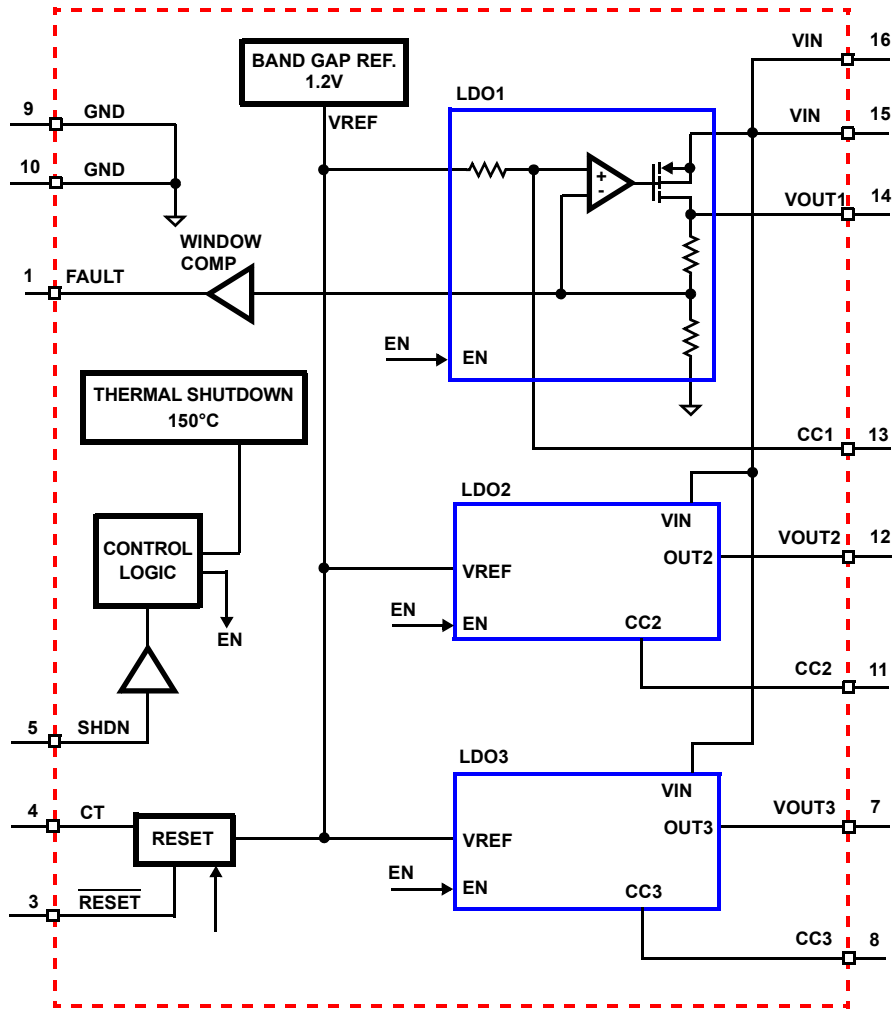 VIN 16
BAND GAP REF.
1.2V
LDO1
9 GND
VREF
VIN 15
10 GND
+
-
VOUT1 14
WINDOW
COMP
1 FAULT
EN
EN
THERMAL SHUTDOWN
150°C
CC1 13
LDO2
VIN
CONTROL
LOGIC
VOUT2 12
OUT2
VREF
EN
EN
EN
CC2
CC2 11
5 SHDN
LDO3
VIN
4 CT
VOUT3 7
RESET
OUT3
VREF
EN
EN
3 RESET
CC3
CC3 8